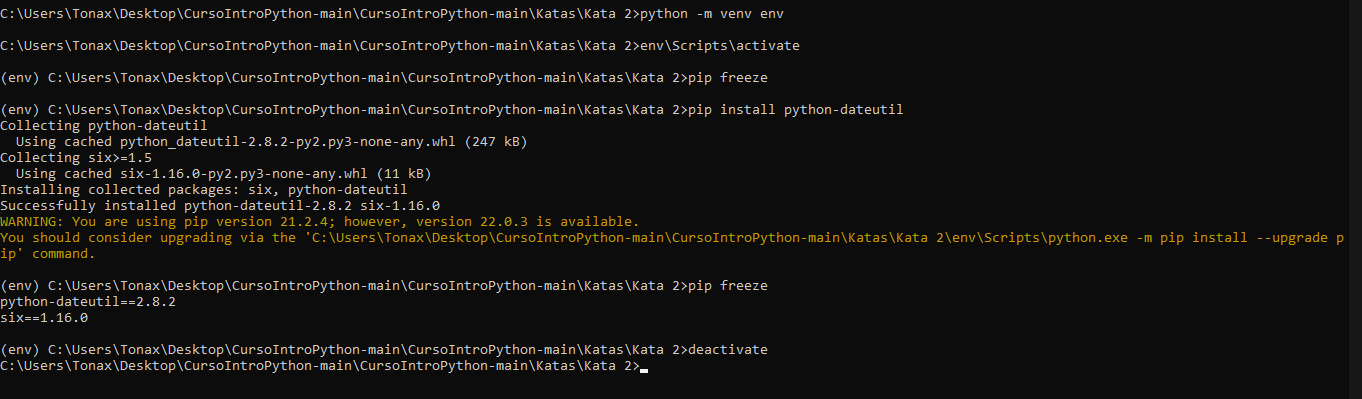 C:\Users\Tonax\Desktop\CursoIntroPython-main\CursoIntroPython-main\Katas\Kata 2>python -m venv env
C:\Users\Tonax\Desktop\CursoIntroPython-main\CursoIntroPython-main\Katas\Kata 2>env\Scripts\activate
(env) C:\Users\Tonax\Desktop\CursoIntroPython-main\CursoIntroPython-main\Katas\Kata 2>pip freeze
(env) C:\Users\Tonax\Desktop\CursoIntroPython-main\CursoIntroPython-main\Katas\Kata 2>pip install python-dateutil
Collecting python-dateutil
  Using cached python_dateutil-2.8.2-py2.py3-none-any.whl (247 kB)
Collecting six>=1.5
  Using cached six-1.16.0-py2.py3-none-any.whl (11 kB)
Installing collected packages: six, python-dateutil
Successfully installed python-dateutil-2.8.2 six-1.16.0
WARNING: You are using pip version 21.2.4; however, version 22.0.3 is available.
You should consider upgrading via the 'C:\Users\Tonax\Desktop\CursoIntroPython-main\CursoIntroPython-main\Katas\Kata 2\env\Scripts\python.exe -m pip install --upgrade p
ip' command.
(env) C:\Users\Tonax\Desktop\CursoIntroPython-main\CursoIntroPython-main\Katas\Kata 2>pip freeze
python-dateutil==2.8.2
six==1.16.0
(env) C:\Users\Tonax\Desktop\CursoIntroPython-main\CursoIntroPython-main\Katas\Kata 2>deactivate
C:\Users\Tonax\Desktop\CursoIntroPython-main\CursoIntroPython-main\Katas\Kata 2>